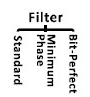 Filter
Standard
Minimum
Phase
Bit-Perfect